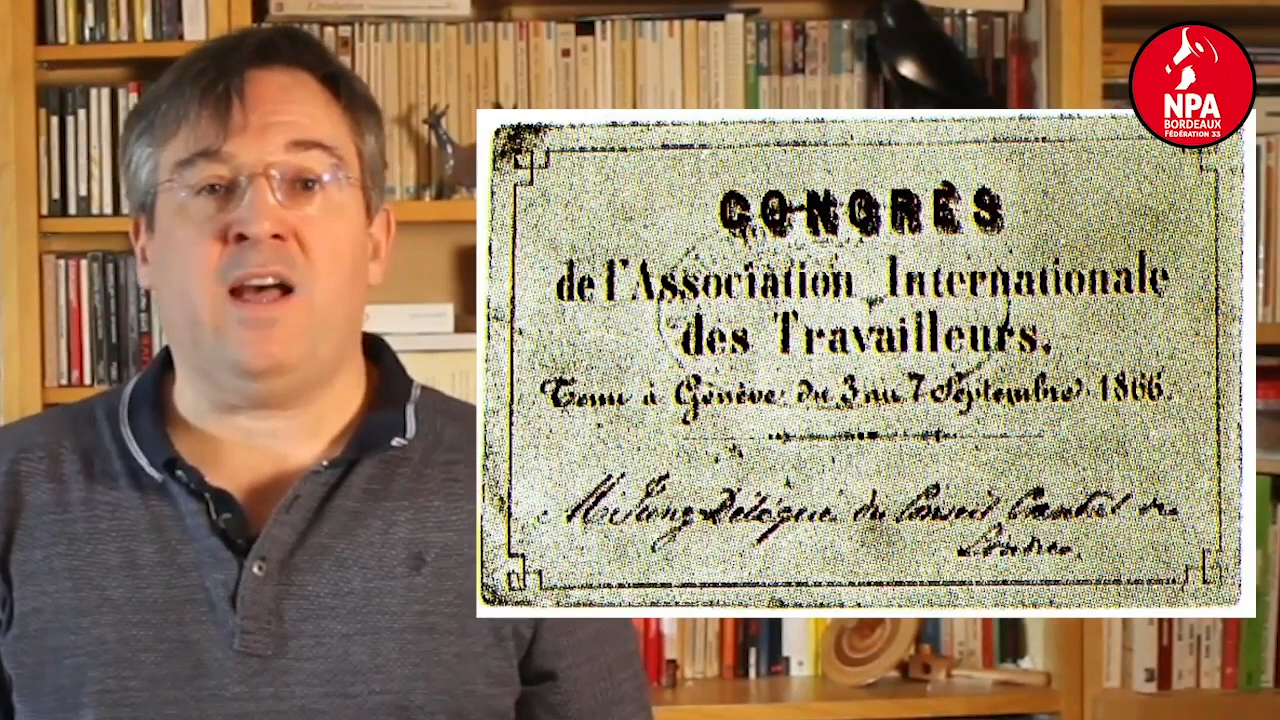 NPA
BORDEAUX
FÉDÉRATION 33
CONGRÈS
de l'Association Internationale
des Travailleurs.
Tenu à Genève du 3 au 7 Septembre 1866.
M. Jung Délégué du Conseil Central de
Londres.